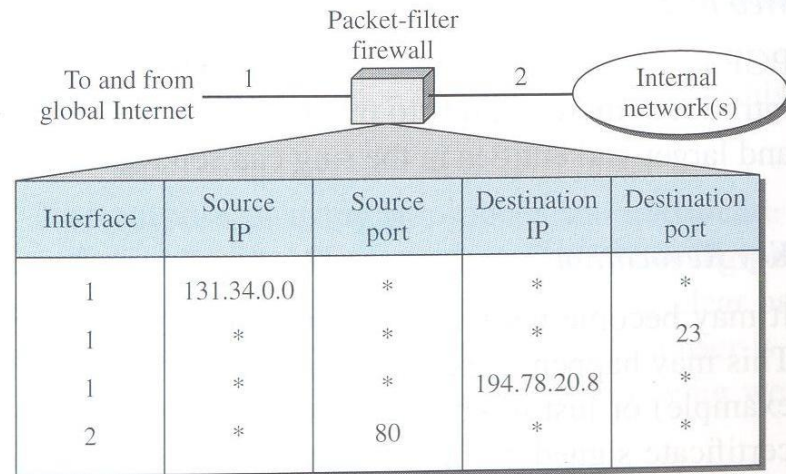 Packet-filter
firewall
To and from
global Internet
1
2
Internal
network(s)
Interface Source IP Source port Destination IP Destination port
1 131.34.0.0 * * *
1 * * * 23
1 * * 194.78.20.8 *
2 * 80 * *